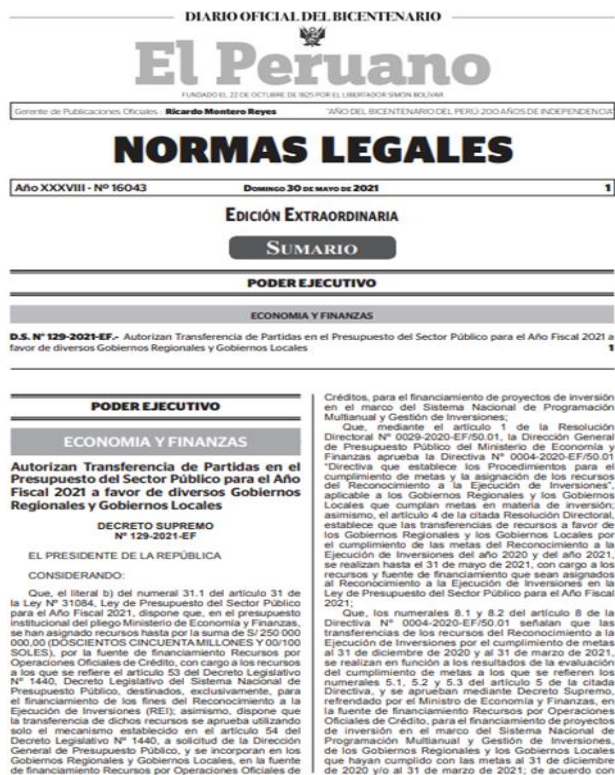 DIARIO OFICIAL DEL BICENTENARIO
El Peruano
FUNDADO EL 22 DE OCTUBRE DE 1825 POR EL LIBERTADOR SIMÓN BOLÍVAR
Gerente de Publicaciones Oficiales : Ricardo Montero Reyes
"AÑO DEL BICENTENARIO DEL PERÚ: 200 AÑOS DE INDEPENDENCIA"
NORMAS LEGALES
Año XXXVIII - Nº 16043
DOMINGO 30 DE MAYO DE 2021
1
EDICIÓN EXTRAORDINARIA
SUMARIO
PODER EJECUTIVO
ECONOMIA Y FINANZAS
D.S. N° 129-2021-EF.- Autorizan Transferencia de Partidas en el Presupuesto del Sector Público para el Año Fiscal 2021 a
favor de diversos Gobiernos Regionales y Gobiernos Locales 1
PODER EJECUTIVO
ECONOMIA Y FINANZAS
Autorizan Transferencia de Partidas en el
Presupuesto del Sector Público para el Año
Fiscal 2021 a favor de diversos Gobiernos
Regionales y Gobiernos Locales
DECRETO SUPREMO
Nº 129-2021-EF
EL PRESIDENTE DE LA REPÚBLICA
CONSIDERANDO:
Que, el literal b) del numeral 31.1 del artículo 31 de
la Ley Nº 31084, Ley de Presupuesto del Sector Público
para el Año Fiscal 2021, dispone que, en el presupuesto
institucional del pliego Ministerio de Economía y Finanzas,
se han asignado recursos hasta por la suma de S/ 250 000
000,00 (DOSCIENTOS CINCUENTA MILLONES Y 00/100
SOLES), por la fuente de financiamiento Recursos por
Operaciones Oficiales de Crédito, con cargo a los recursos
a los que se refiere el artículo 53 del Decreto Legislativo
Nº 1440, Decreto Legislativo del Sistema Nacional de
Presupuesto Público, destinados, exclusivamente, para
el financiamiento de los fines del Reconocimiento a la
Ejecución de Inversiones (REI); asimismo, dispone que
la transferencia de dichos recursos se aprueba utilizando
solo el mecanismo establecido en el artículo 54 del
Decreto Legislativo Nº 1440, a solicitud de la Dirección
General de Presupuesto Público, y se incorporan en los
Gobiernos Regionales y Gobiernos Locales, en la fuente
de financiamiento Recursos por Operaciones Oficiales de
Créditos, para el financiamiento de proyectos de inversión
en el marco del Sistema Nacional de Programación
Multianual y Gestión de Inversiones;
Que, mediante el artículo 1 de la Resolución
Directoral Nº 0029-2020-EF/50.01, la Dirección General
de Presupuesto Público del Ministerio de Economía y
Finanzas aprueba la Directiva Nº 0004-2020-EF/50.01
"Directiva que establece los Procedimientos para el
cumplimiento de metas y la asignación de los recursos
del Reconocimiento a la Ejecución de Inversiones,
aplicable a los Gobiernos Regionales y los Gobiernos
Locales que cumplan metas en materia de inversión;
asimismo, el artículo 4 de la citada Resolución Directoral,
establece que las transferencias de recursos a favor de
los Gobiernos Regionales y los Gobiernos Locales por
el cumplimiento de las metas del Reconocimiento a la
Ejecución de Inversiones del año 2020 y del año 2021,
se realizan hasta el 31 de mayo de 2021, con cargo a los
recursos y fuente de financiamiento que sean asignados
al Reconocimiento a la Ejecución de Inversiones en la
Ley de Presupuesto del Sector Público para el Año Fiscal
2021;
Que, los numerales 8.1 y 8.2 del artículo 8 de la
Directiva Nº 0004-2020-EF/50.01 señalan que las
transferencias de los recursos del Reconocimiento a la
Ejecución de Inversiones por el cumplimiento de metas
al 31 de diciembre de 2020 y al 31 de marzo de 2021,
se realizan en función a los resultados de la evaluación
del cumplimiento de metas a los que se refieren los
numerales 5.1, 5.2 y 5.3 del artículo 5 de la citada
Directiva, y se aprueban mediante Decreto Supremo,
refrendado por el Ministro de Economía y Finanzas, en
la fuente de financiamiento Recursos por Operaciones
Oficiales de Crédito, para el financiamiento de proyectos
de inversión en el marco del Sistema Nacional de
Programación Multianual y Gestión de Inversiones,
de los Gobiernos Regionales y los Gobiernos Locales
que hayan cumplido con las metas al 31 de diciembre
de 2020 y/o al 31 de marzo de 2021; de acuerdo con